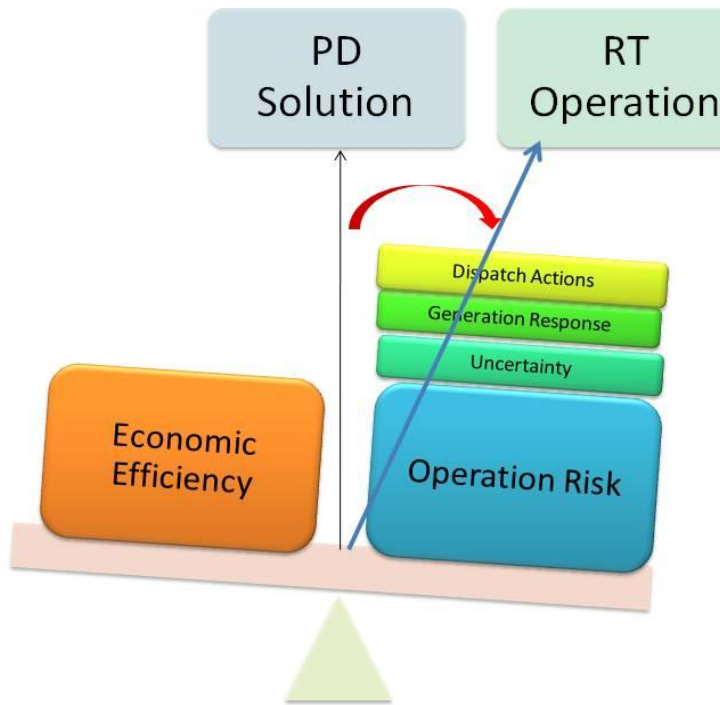 PD
Solution
RT
Operation
Dispatch Actions
Generation Response
Uncertainty
Economic
Efficiency
Operation Risk